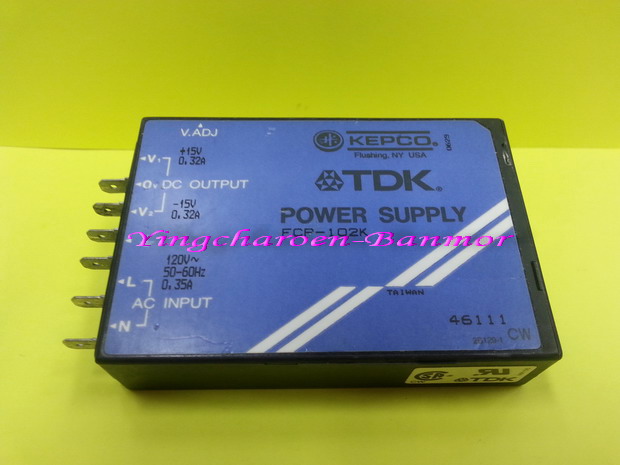 V.ADJ
KEPCO®
Flushing, NY USA
+15V
0.32A
V₁
0₁ DC OUTPUT
TDK®
-15V
0.32A
V₂
POWER SUPPLY
Yingcharoen-Banmor
120V~
50-60Hz
0.35A
L
AC INPUT
N
TAIWAN
46111
CW
TDK